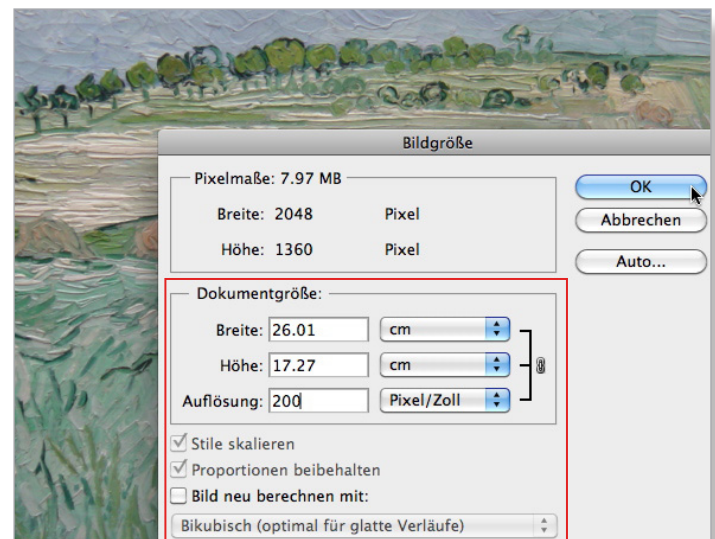 Bildgröße
Pixelmaße: 7.97 MB
Breite: 2048 Pixel
Höhe: 1360 Pixel
OK
Abbrechen
Auto...
Dokumentgröße:
Breite: 26.01 cm
Höhe: 17.27 cm
Auflösung: 200 Pixel/Zoll
Stile skalieren
Proportionen beibehalten
Bild neu berechnen mit:
Bikubisch (optimal für glatte Verläufe)